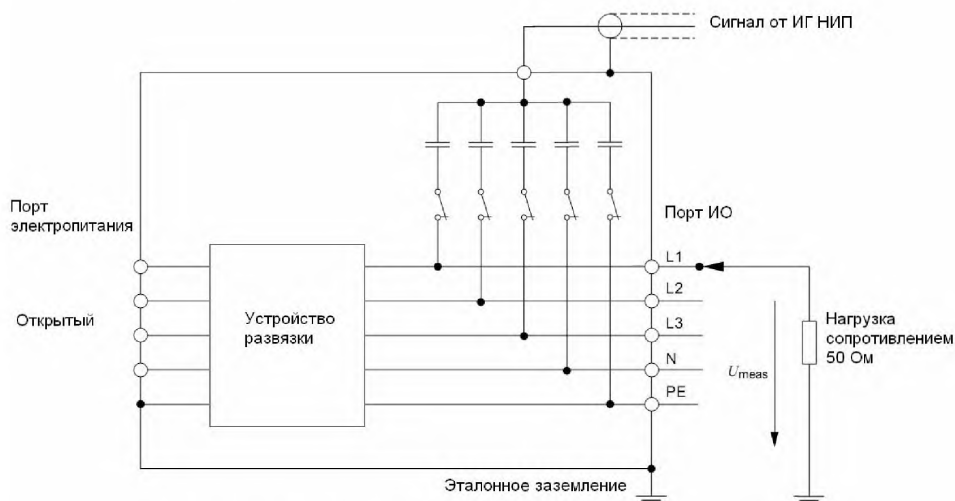 Сигнал от ИГ НИП
Порт
электропитания
Порт ИО
L1
L2
Открытый
Устройство
развязки
L3
N
PE
U meas
Нагрузка
сопротивлением
50 Ом
Эталонное заземление